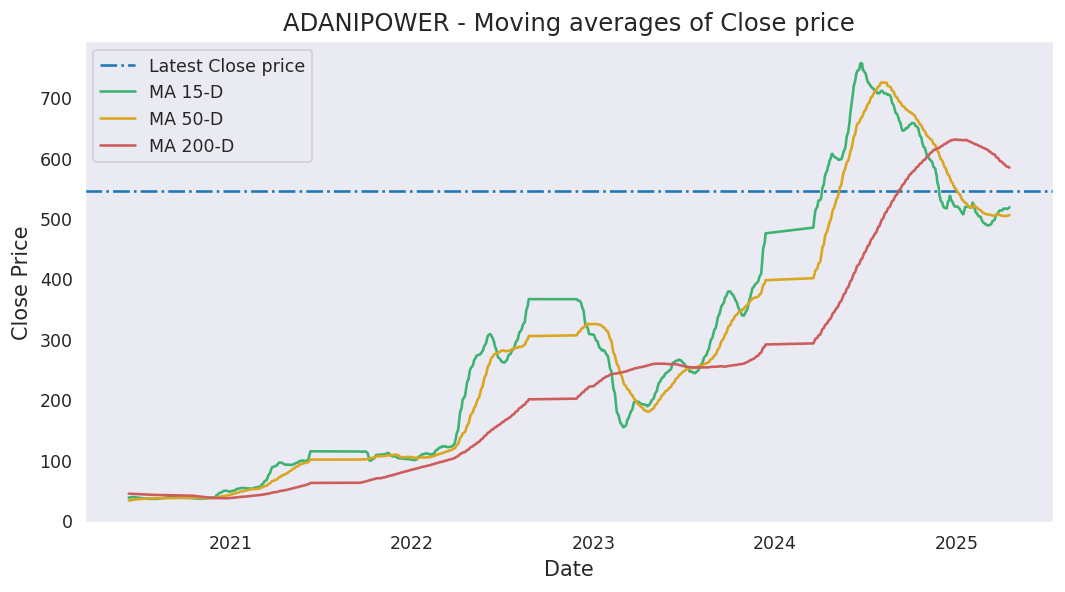 ADANIPOWER - Moving averages of Close price
Latest Close price
MA 15-D
MA 50-D
MA 200-D
Close Price
700
600
500
400
300
200
100
0
2021 2022 2023 2024 2025
Date